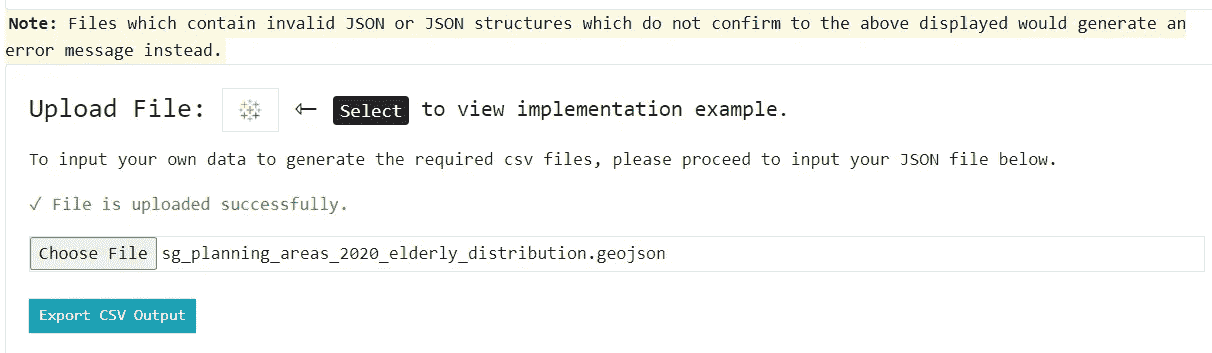 Note: Files which contain invalid JSON or JSON structures which do not confirm to the above displayed would generate an
error message instead.
Upload File: ⇐ Select to view implementation example.
To input your own data to generate the required csv files, please proceed to input your JSON file below.
✓ File is uploaded successfully.
Choose File sg_planning_areas_2020_elderly_distribution.geojson
Export CSV Output